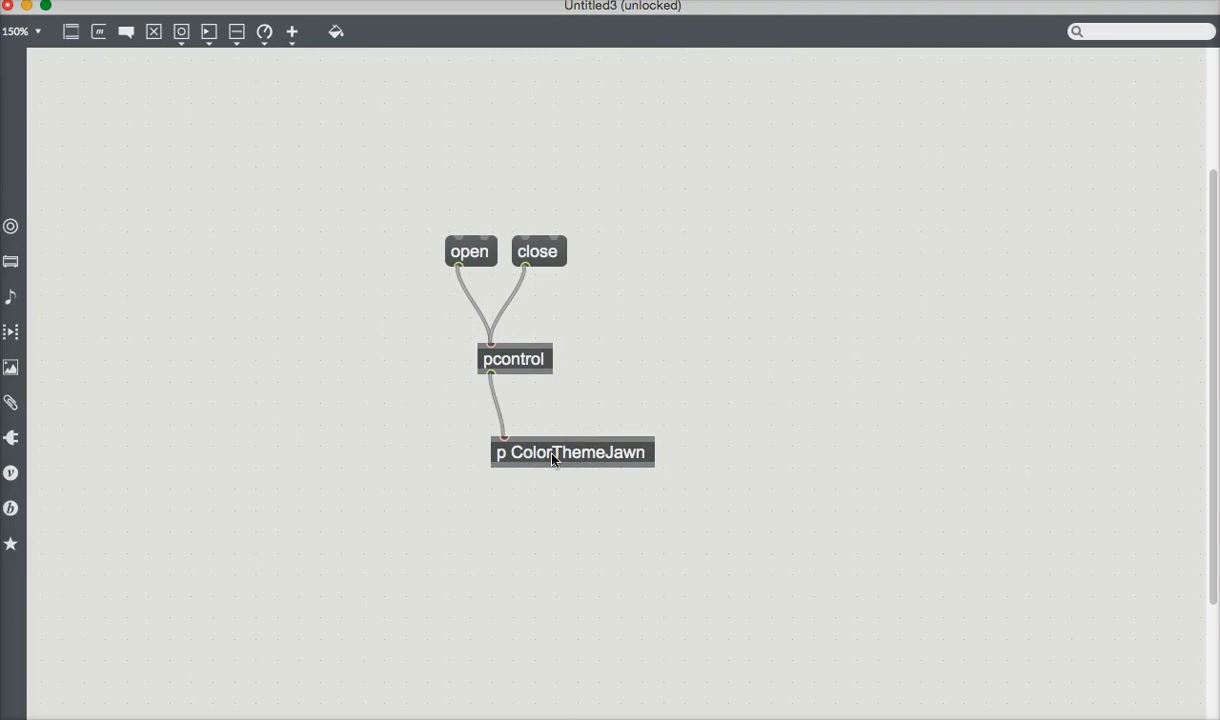 Untitled3 (unlocked)
150%
open
close
pcontrol
p ColorThemeJawn